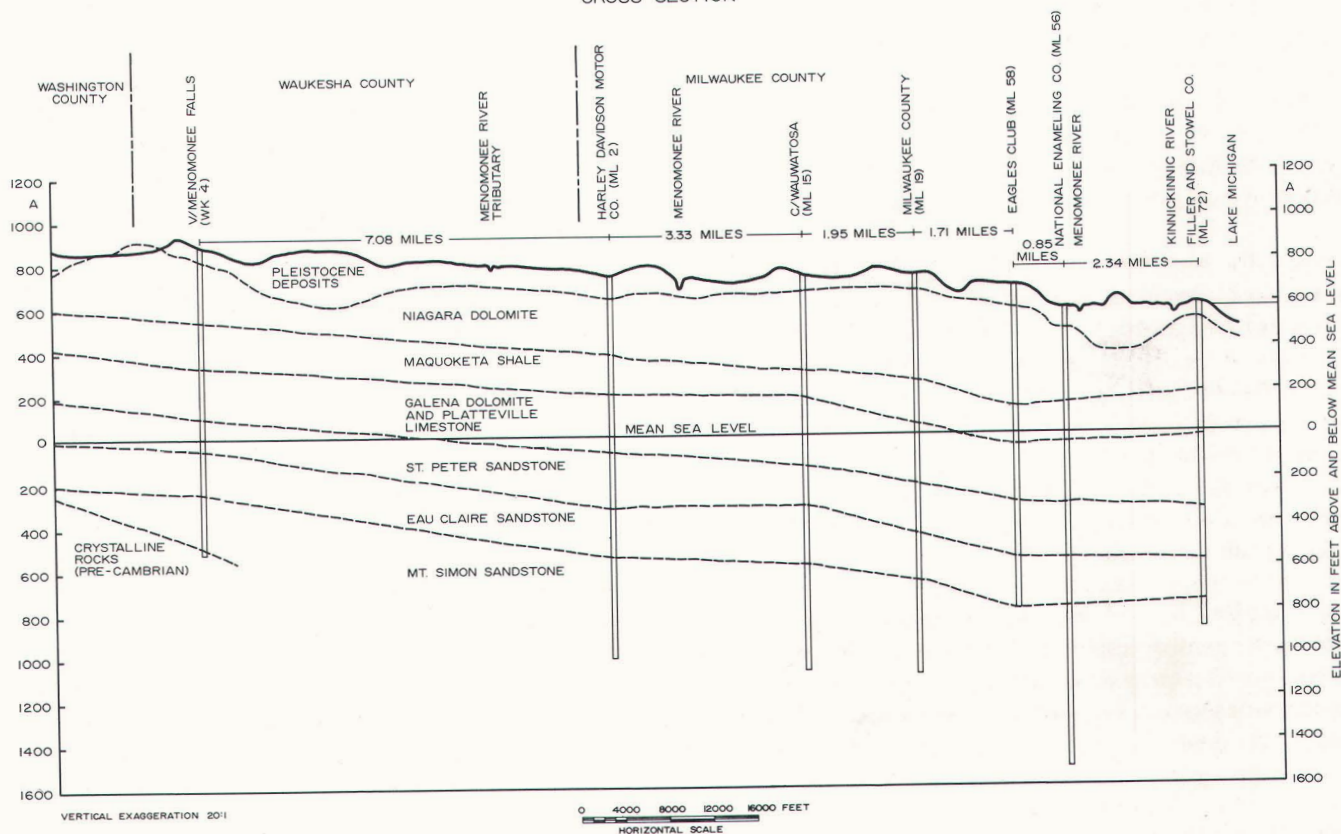 CROSS SECTION
WASHINGTON
COUNTY
WAUKESHA COUNTY
MILWAUKEE COUNTY
V/MENOMONEE FALLS
(WK 4)
MENOMONEE RIVER
TRIBUTARY
HARLEY DAVIDSON MOTOR
CO. (ML 2)
MENOMONEE RIVER
C/WAUWATOSA
(ML 15)
MILWAUKEE COUNTY
(ML 19)
EAGLES CLUB (ML 58)
NATIONAL ENAMELING CO. (ML 56)
MENOMONEE RIVER
KINNICKINNIC RIVER
FILLER AND STOWEL CO.
(ML 72)
LAKE MICHIGAN
1200
A
1000
800
600
400
200
0
200
400
600
800
1000
1200
1400
1600
7.08 MILES
3.33 MILES
1.95 MILES
1.71 MILES
0.85
MILES
2.34 MILES
PLEISTOCENE
DEPOSITS
NIAGARA DOLOMITE
MAQUOKETA SHALE
GALENA DOLOMITE
AND PLATTEVILLE
LIMESTONE
MEAN SEA LEVEL
ST. PETER SANDSTONE
EAU CLAIRE SANDSTONE
CRYSTALLINE
ROCKS
(PRE-CAMBRIAN)
MT. SIMON SANDSTONE
1200
A
1000
800
600
400
200
0
200
400
600
800
1000
1200
1400
1600
ELEVATION IN FEET ABOVE AND BELOW MEAN SEA LEVEL
VERTICAL EXAGGERATION 20:1
0 4000 8000 12000 16000 FEET
HORIZONTAL SCALE